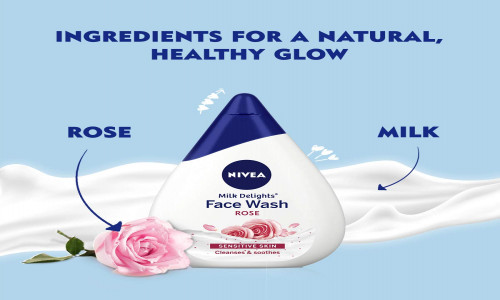 INGREDIENTS FOR A NATURAL,
HEALTHY GLOW
ROSE
MILK
NIVEA
Milk Delights®
Face Wash
ROSE
SENSITIVE SKIN
Cleanses & soothes